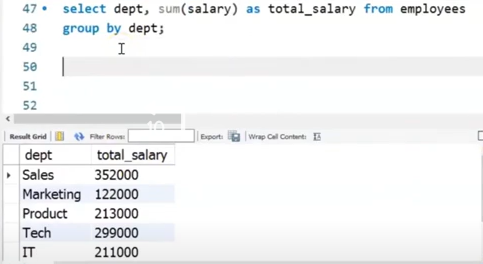 47 select dept, sum(salary) as total_salary from employees
48 group by dept;
49
50
51
52
Result Grid Filter Rows: Export: Wrap Cell Content:
dept total_salary
Sales 352000
Marketing 122000
Product 213000
Tech 299000
IT 211000